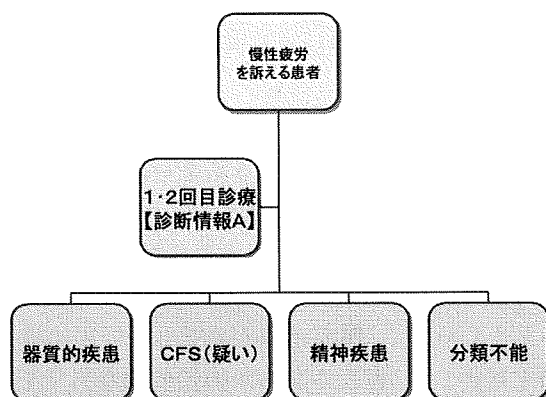 慢性疲労
を訴える患者
1・2回目診療
【診断情報A】
器質的疾患
CFS(疑い)
精神疾患
分類不能